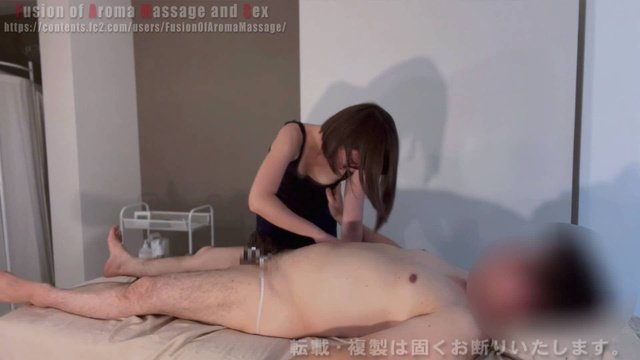 Fusion of Aroma Massage and Sex
https://contents.fc2.com/users/FusionOfAromaMassage/
転載・複製は固くお断りいたします。